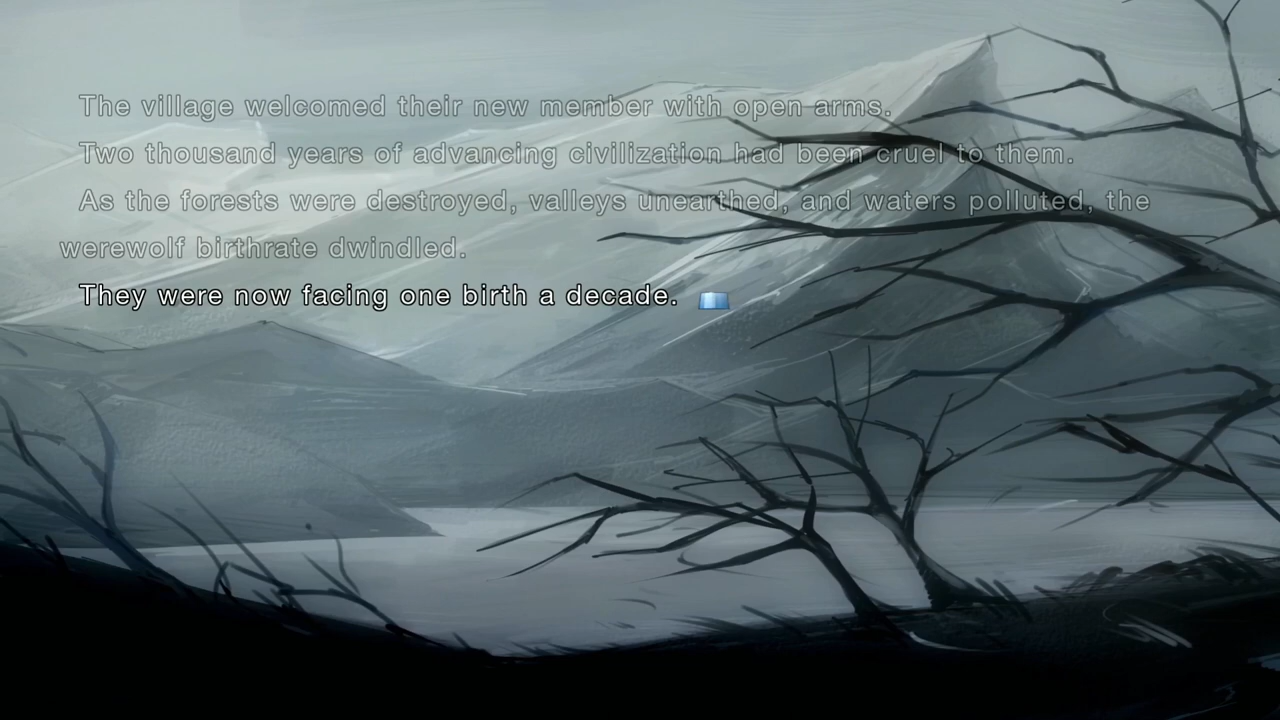 The village welcomed their new member with open arms.
Two thousand years of advancing civilization had been cruel to them.
As the forests were destroyed, valleys unearthed, and waters polluted, the
werewolf birthrate dwindled.
They were now facing one birth a decade.